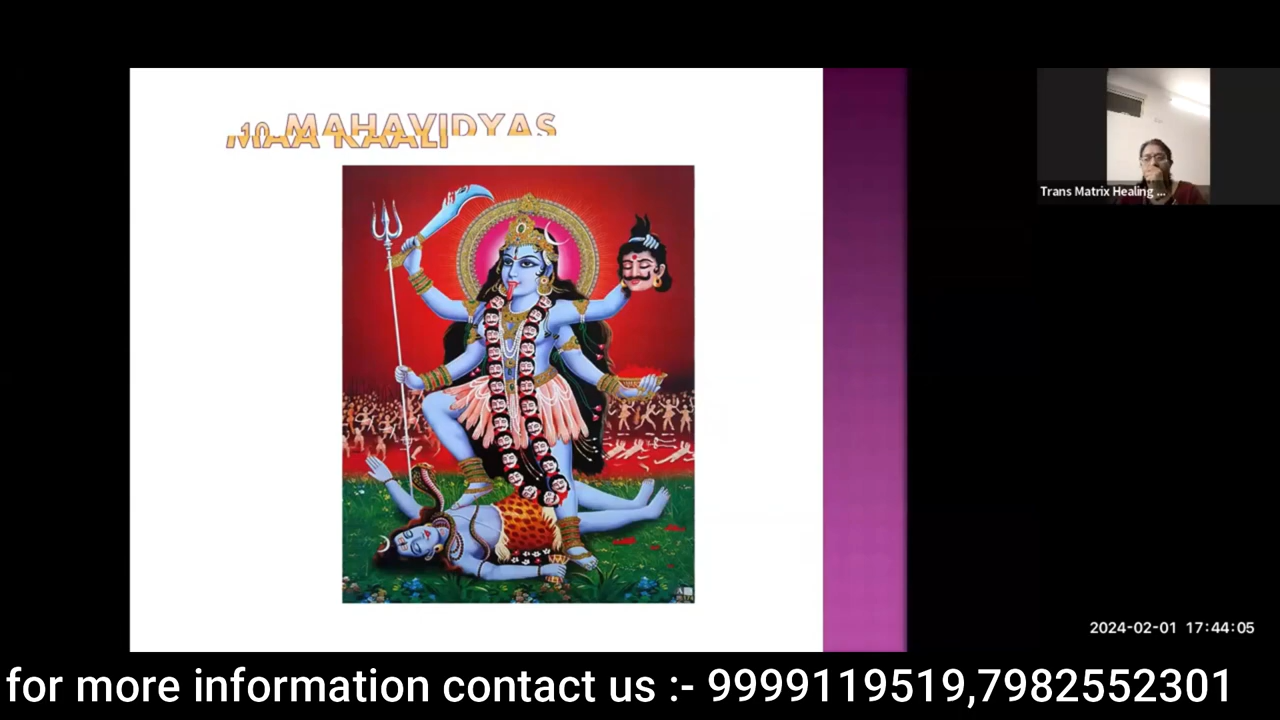 10 MAHAVIDYAS
MAA KAALI
Trans Matrix Healing ...
2024-02-01 17:44:05
for more information contact us :- 9999119519,7982552301